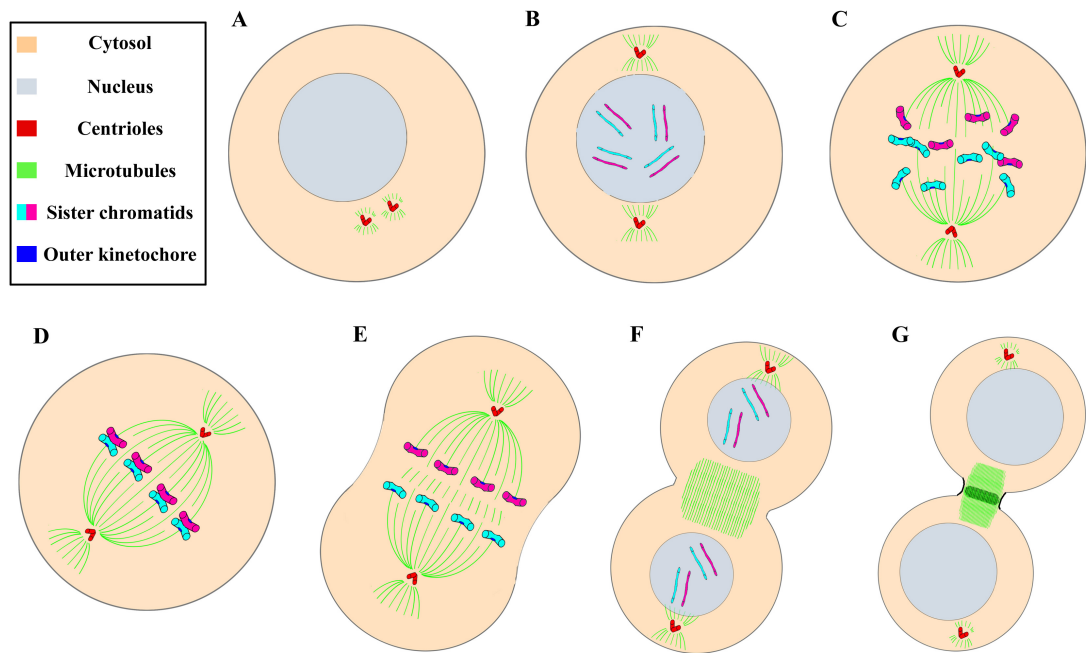 Cytosol
Nucleus
Centrioles
Microtubules
Sister chromatids
Outer kinetochore
A
B
C
D
E
F
G